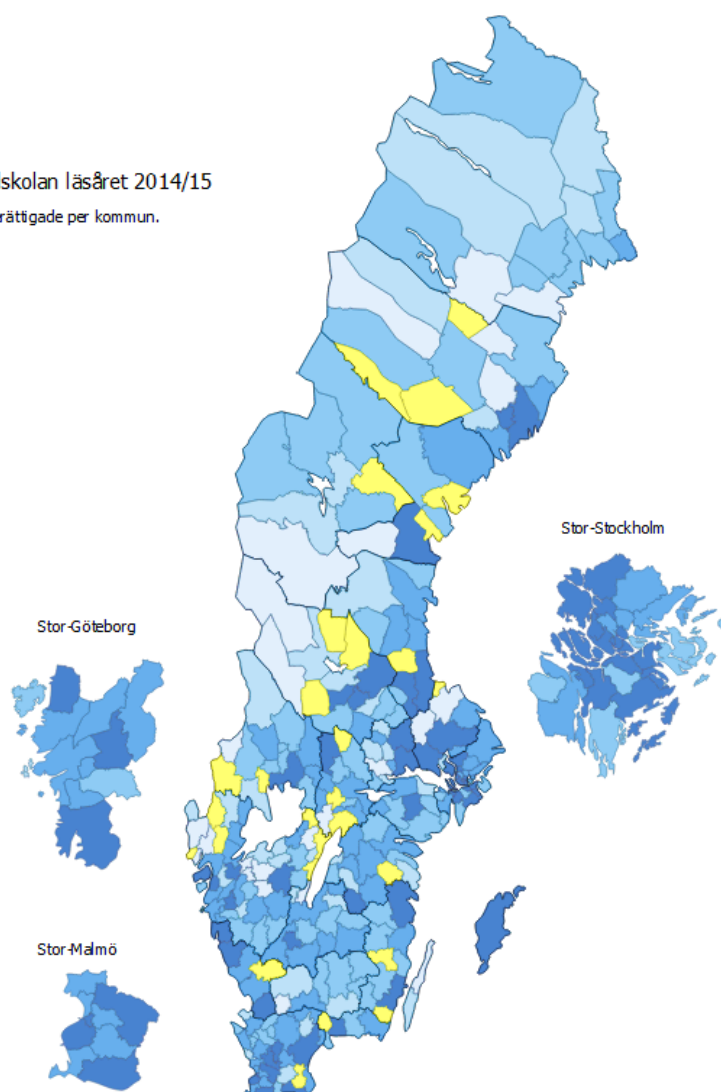 skolan läsåret 2014/15
rättigade per kommun.
Stor-Stockholm
Stor-Göteborg
Stor-Malmö